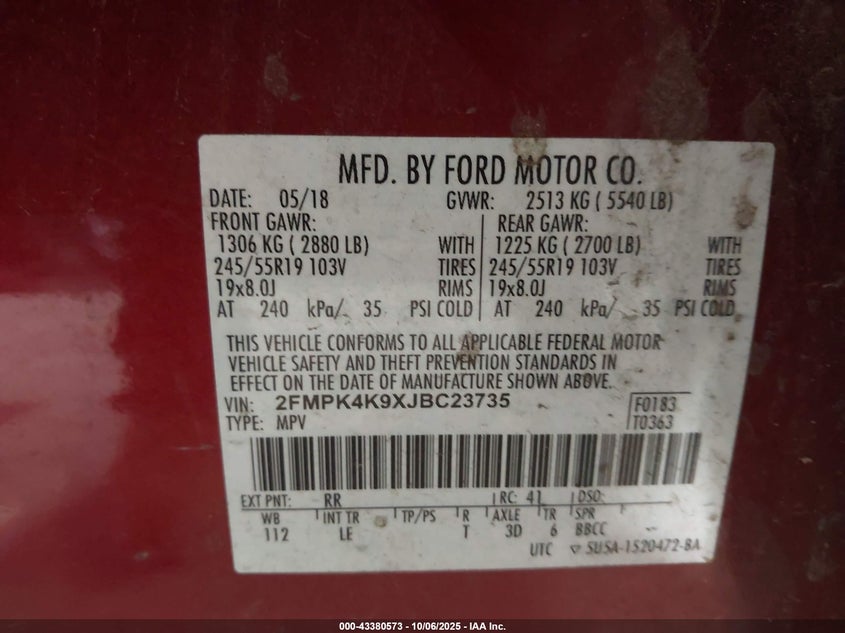 MFD. BY FORD MOTOR CO.
DATE: 05/18 GVWR: 2513 KG ( 5540 LB)
FRONT GAWR: REAR GAWR:
1306 KG ( 2880 LB) WITH 1225 KG ( 2700 LB) WITH
245/55R19 103V TIRES 245/55R19 103V TIRES
19x8.0J RIMS 19x8.0J RIMS
AT 240 kPa/ 35 PSI COLD AT 240 kPa/ 35 PSI COLD
THIS VEHICLE CONFORMS TO ALL APPLICABLE FEDERAL MOTOR
VEHICLE SAFETY AND THEFT PREVENTION STANDARDS IN
EFFECT ON THE DATE OF MANUFACTURE SHOWN ABOVE.
VIN: 2FMPK4K9XJBC23735 F0183
TYPE: MPV T0363
EXT PNT: RR RC: 41 DSO:
WB INT TR TP/PS R AXLE TR SPR
112 LE T 3D 6 BBCC
UTC SUSA-1520472-BA
000-43380573 - 10/06/2025 - IAA Inc.